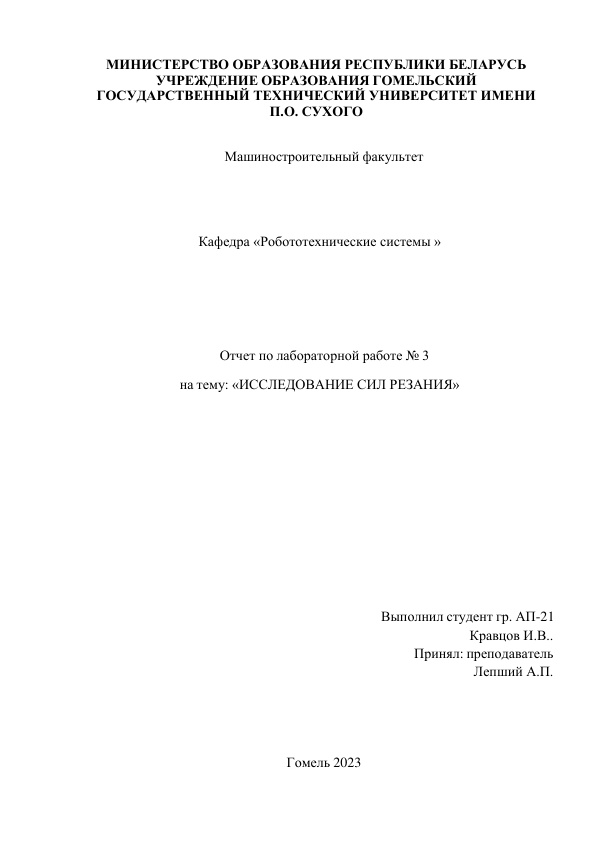 МИНИСТЕРСТВО ОБРАЗОВАНИЯ РЕСПУБЛИКИ БЕЛАРУСЬ
УЧРЕЖДЕНИЕ ОБРАЗОВАНИЯ ГОМЕЛЬСКИЙ
ГОСУДАРСТВЕННЫЙ ТЕХНИЧЕСКИЙ УНИВЕРСИТЕТ ИМЕНИ
П.О. СУХОГО
Машиностроительный факультет
Кафедра «Робототехнические системы »
Отчет по лабораторной работе № 3
на тему: «ИССЛЕДОВАНИЕ СИЛ РЕЗАНИЯ»
Выполнил студент гр. АП-21
Кравцов И.В..
Принял: преподаватель
Лепший А.П.
Гомель 2023